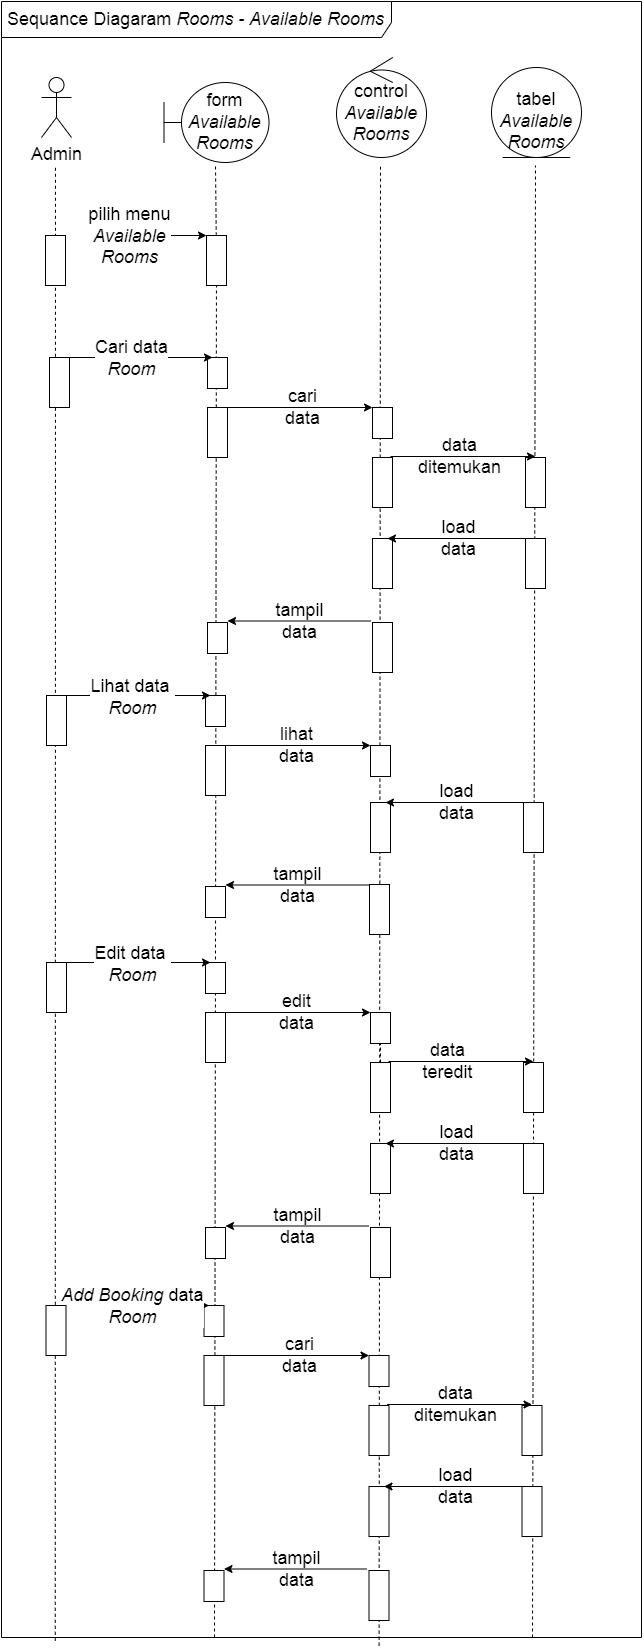 Sequance Diagaram Rooms - Available Rooms
Admin
form
Available
Rooms
control
Available
Rooms
tabel
Available
Rooms
pilih menu
Available
Rooms
Cari data
Room
cari
data
data
ditemukan
load
data
tampil
data
Lihat data
Room
lihat
data
load
data
tampil
data
Edit data
Room
edit
data
data
teredit
load
data
tampil
data
Add Booking data
Room
cari
data
data
ditemukan
load
data
tampil
data